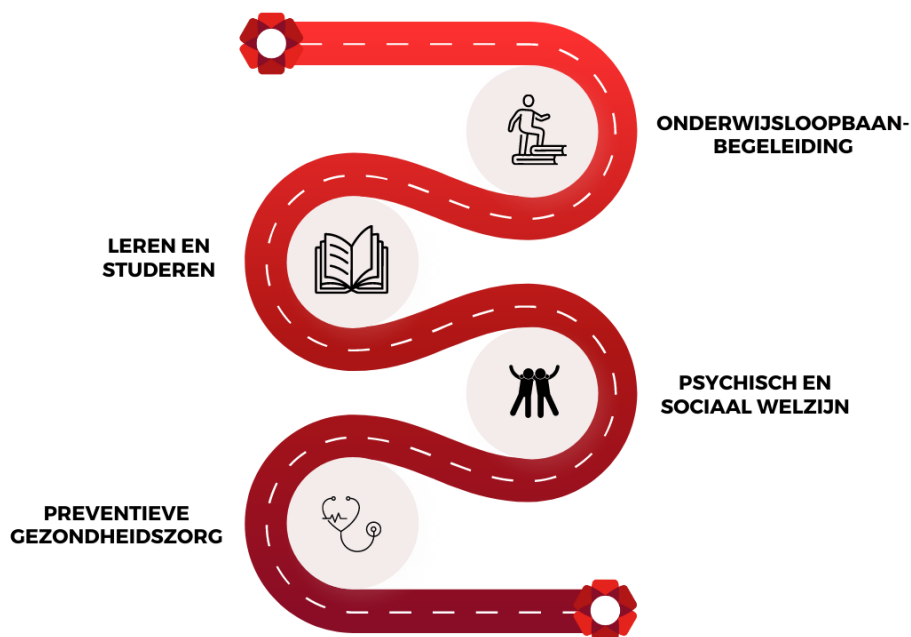 ONDERWIJSLOOPBAAN-
BEGELEIDING
LEREN EN
STUDEREN
PSYCHISCH EN
SOCIAAL WELZIJN
PREVENTIEVE
GEZONDHEIDSZORG